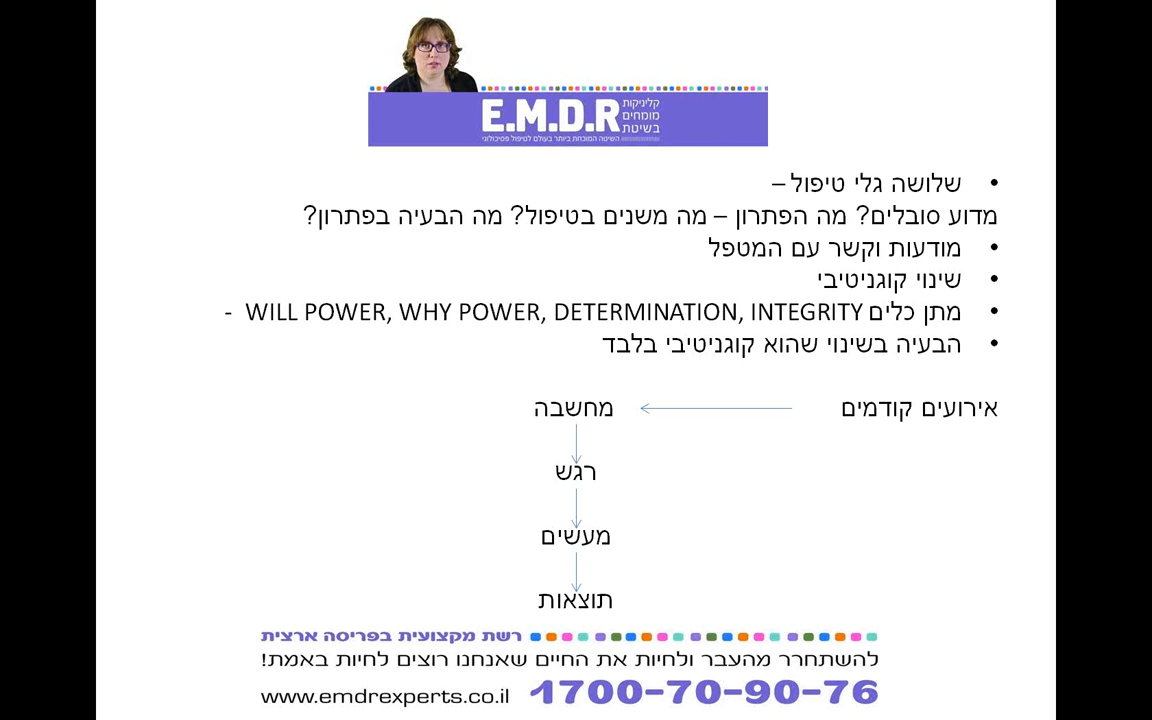 E.M.D.R
קליניקות
מומחים
בשיטת
השיטה המוכחת ביותר בעולם לטיפול פסיכולוגי
• שלושה גלי טיפול –
מדוע סובלים? מה הפתרון – מה משנים בטיפול? מה הבעיה בפתרון?
• מודעות וקשר עם המטפל
• שינוי קוגניטיבי
• מתן כלים WILL POWER, WHY POWER, DETERMINATION, INTEGRITY -
• הבעיה בשינוי שהוא קוגניטיבי בלבד
אירועים קודמים
מחשבה
רגש
מעשים
תוצאות
רשת מקצועית בפריסה ארצית
להשתחרר מהעבר ולחיות את החיים שאנחנו רוצים לחיות באמת!
1700-70-90-76
www.emdrexperts.co.il